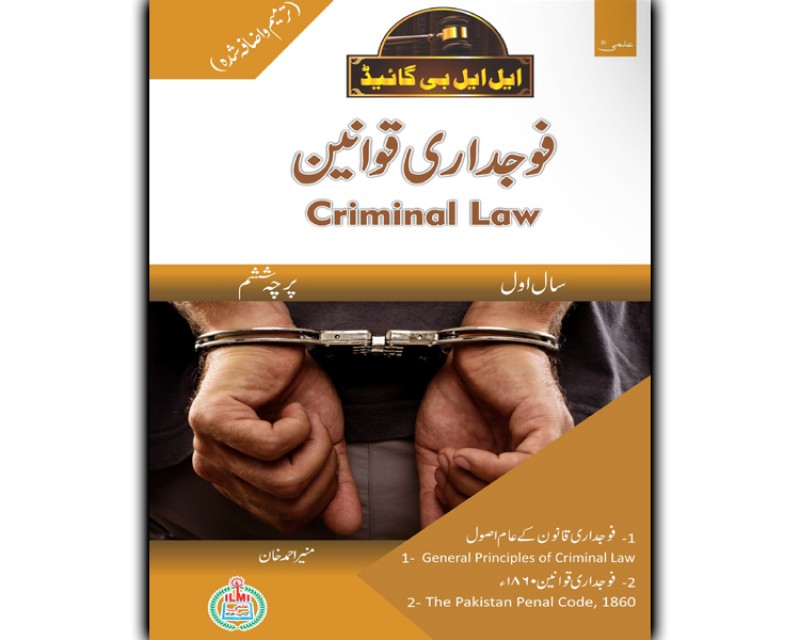 (ترمیم و اضافہ شدہ)
علمی
ایل ایل بی گائیڈ
فوجداری قوانین
Criminal Law
سال اول
پرچہ ششم
1- فوجداری قانون کے عام اصول
1- General Principles of Criminal Law
2- فوجداری قوانین ۱۸۶۰ء
2- The Pakistan Penal Code, 1860
منیر احمد خان
ILMI